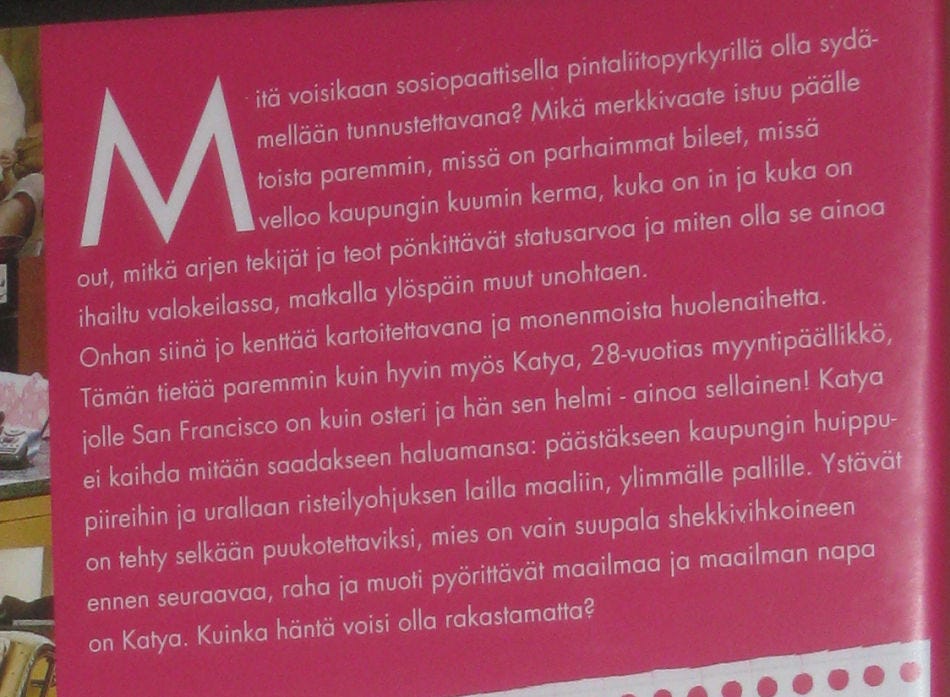 Mitä voisikaan sosiopaattisella pintaliitopyrkyrillä olla sydä-
mellään tunnustettavana? Mikä merkkivaate istuu päälle
toista paremmin, missä on parhaimmat bileet, missä
velloo kaupungin kuumin kerma, kuka on in ja kuka on
out, mitkä arjen tekijät ja teot pönkittävät statusarvoa ja miten olla se ainoa
ihailtu valokeilassa, matkalla ylöspäin muut unohtaen.
Onhan siinä jo kenttää kartoitettavana ja monenmoista huolenaihetta.
Tämän tietää paremmin kuin hyvin myös Katya, 28-vuotias myyntipäällikkö,
jolle San Francisco on kuin osteri ja hän sen helmi - ainoa sellainen! Katya
ei kaihda mitään saadakseen haluamansa: päästäkseen kaupungin huippu-
piireihin ja urallaan risteilyohjuksen lailla maaliin, ylimmälle pallille. Ystävät
on tehty selkään puukotettaviksi, mies on vain suupala shekkivihkoineen
ennen seuraavaa, raha ja muoti pyörittävät maailmaa ja maailman napa
on Katya. Kuinka häntä voisi olla rakastamatta?